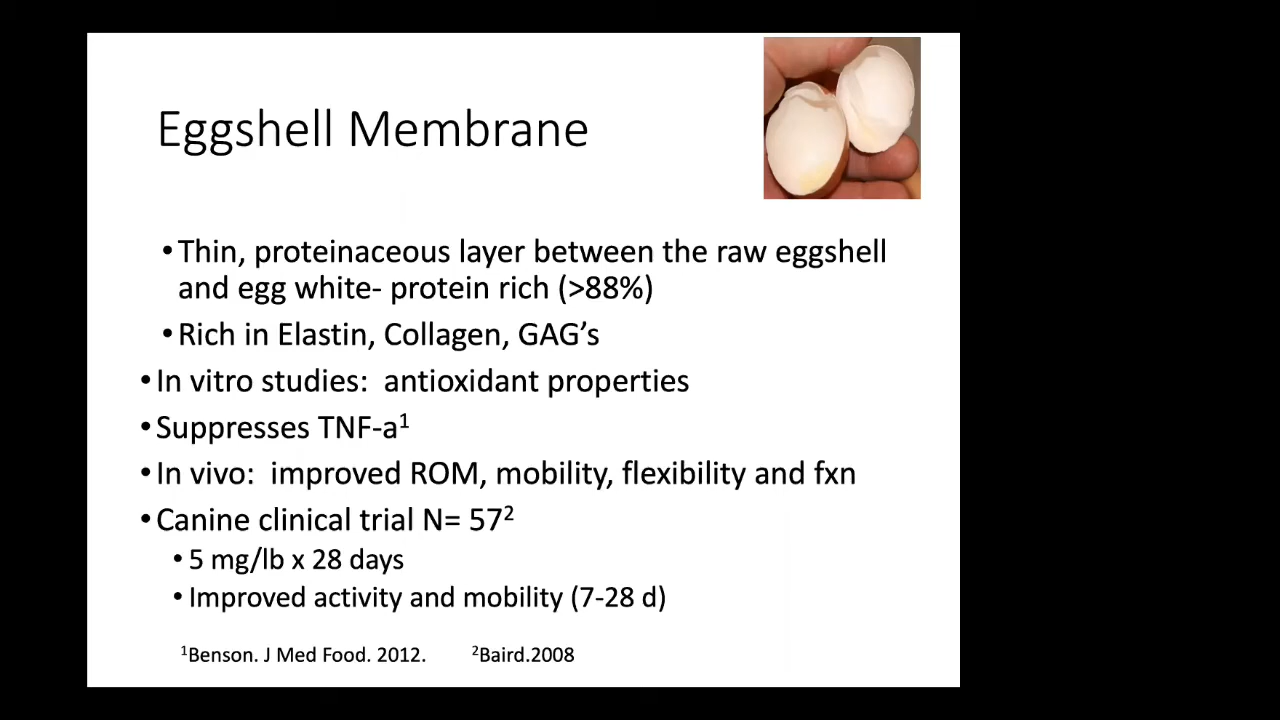 Eggshell Membrane
•Thin, proteinaceous layer between the raw eggshell
and egg white- protein rich (>88%)
•Rich in Elastin, Collagen, GAG’s
•In vitro studies:  antioxidant properties
•Suppresses TNF-a¹
•In vivo:  improved ROM, mobility, flexibility and fxn
•Canine clinical trial N= 57²
•5 mg/lb x 28 days
•Improved activity and mobility (7-28 d)
¹Benson. J Med Food. 2012.    ²Baird.2008